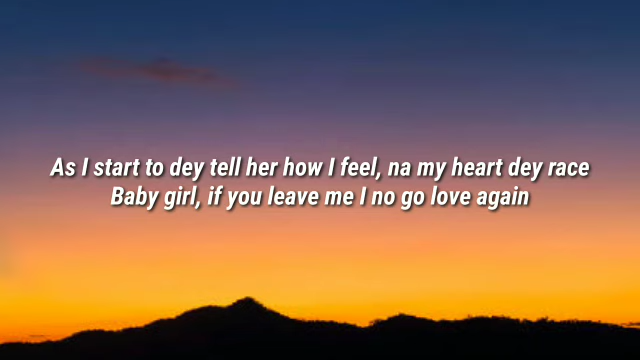 As I start to dey tell her how I feel, na my heart dey race
Baby girl, if you leave me I no go love again